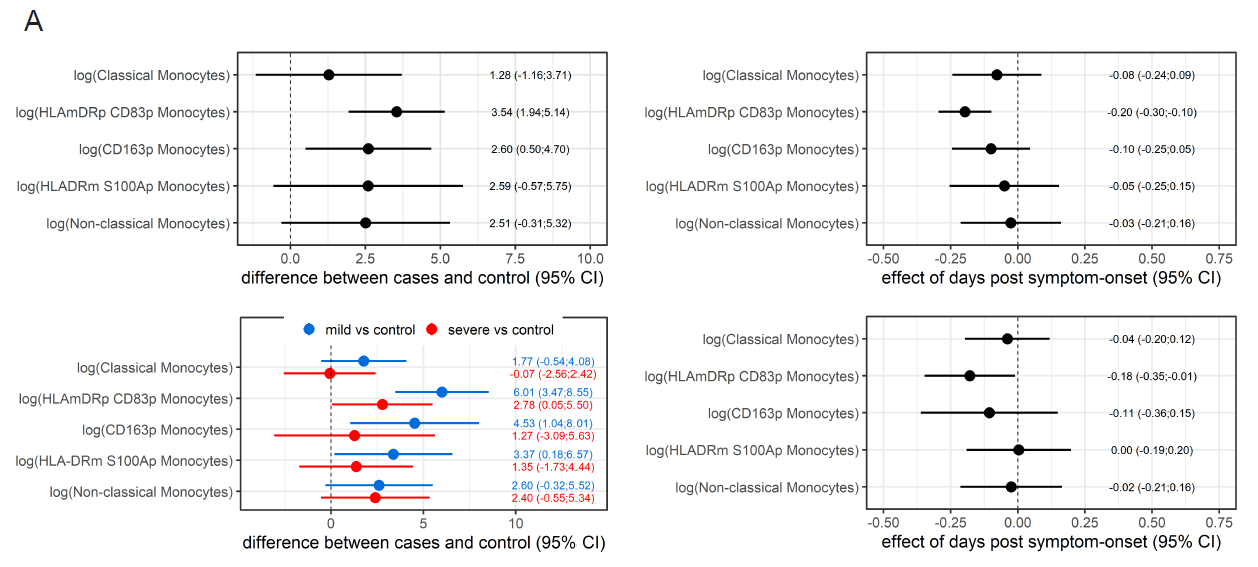 A
log(Classical Monocytes) 1.28 (-1.16;3.71)
log(HLAmDRp CD83p Monocytes) 3.54 (1.94;5.14)
log(CD163p Monocytes) 2.60 (0.50;4.70)
log(HLADRm S100Ap Monocytes) 2.59 (-0.57;5.75)
log(Non-classical Monocytes) 2.51 (-0.31;5.32)
0.0 2.5 5.0 7.5 10.0
difference between cases and control (95% CI)
log(Classical Monocytes) -0.08 (-0.24;0.09)
log(HLAmDRp CD83p Monocytes) -0.20 (-0.30;-0.10)
log(CD163p Monocytes) -0.10 (-0.25;0.05)
log(HLADRm S100Ap Monocytes) -0.05 (-0.25;0.15)
log(Non-classical Monocytes) -0.03 (-0.21;0.16)
-0.50 -0.25 0.00 0.25 0.50 0.75
effect of days post symptom-onset (95% CI)
mild vs control severe vs control
log(Classical Monocytes) 1.77 (-0.54;4.08)
-0.07 (-2.56;2.42)
log(HLAmDRp CD83p Monocytes) 6.01 (3.47;8.55)
2.78 (0.05;5.50)
log(CD163p Monocytes) 4.53 (1.04;8.01)
1.27 (-3.09;5.63)
log(HLA-DRm S100Ap Monocytes) 3.37 (0.18;6.57)
1.35 (-1.73;4.44)
log(Non-classical Monocytes) 2.60 (-0.32;5.52)
2.40 (-0.55;5.34)
0 5 10
difference between cases and control (95% CI)
log(Classical Monocytes) -0.04 (-0.20;0.12)
log(HLAmDRp CD83p Monocytes) -0.18 (-0.35;-0.01)
log(CD163p Monocytes) -0.11 (-0.36;0.15)
log(HLADRm S100Ap Monocytes) 0.00 (-0.19;0.20)
log(Non-classical Monocytes) -0.02 (-0.21;0.16)
-0.50 -0.25 0.00 0.25 0.50 0.75
effect of days post symptom-onset (95% CI)